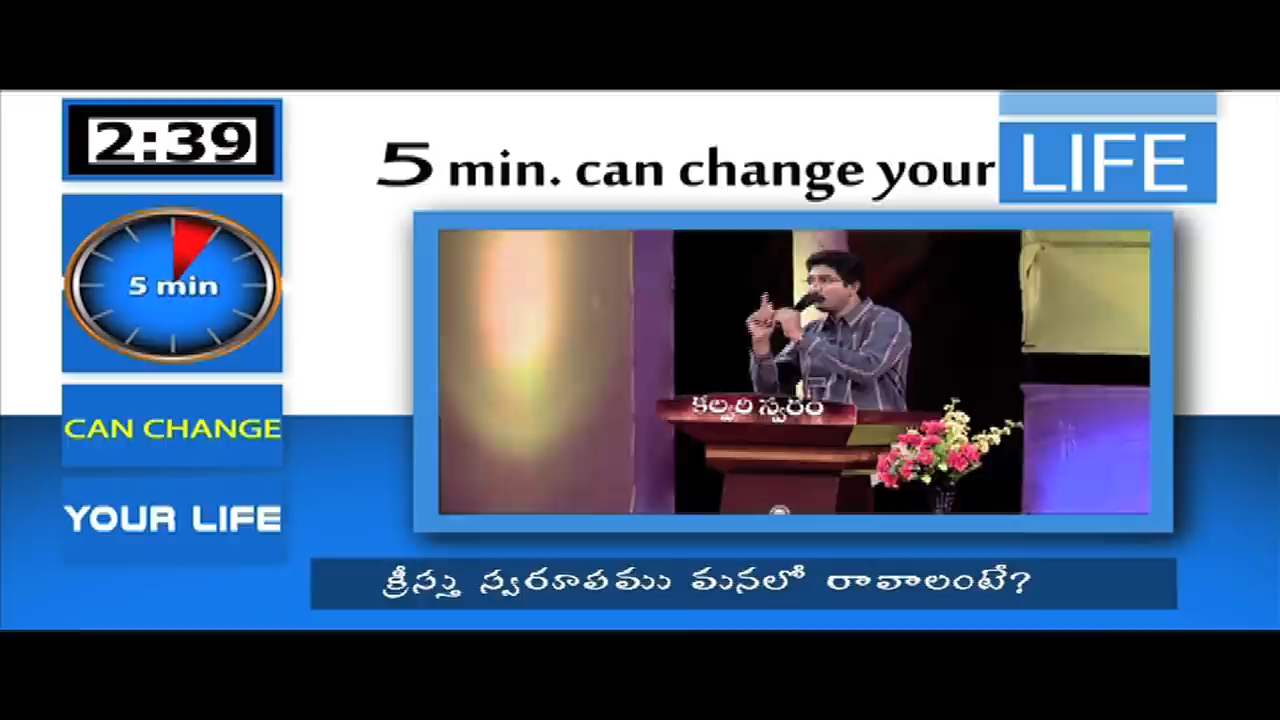 2:39
5 min. can change your LIFE
5 min
CAN CHANGE
YOUR LIFE
కల్వరి స్వరం
క్రీస్తు స్వరూపము మనలో రావాలంటే?